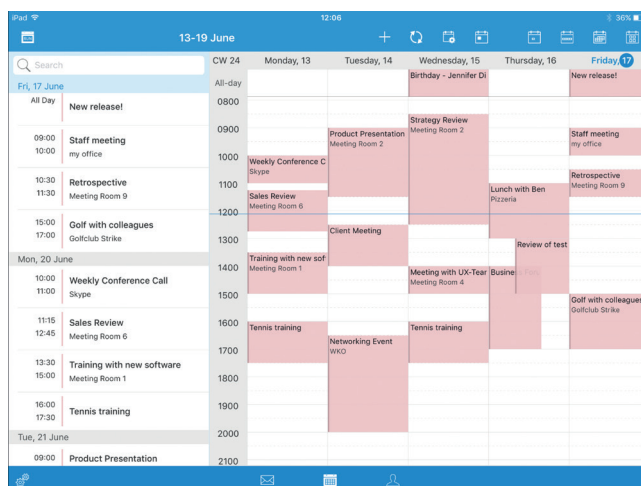 iPad 12:06 36%
13-19 June
Search
Fri, 17 June
All Day New release!
09:00 Staff meeting
10:00 my office
10:30 Retrospective
11:30 Meeting Room 9
15:00 Golf with colleagues
17:00 Golfclub Strike
Mon, 20 June
10:00 Weekly Conference Call
11:00 Skype
11:15 Sales Review
12:45 Meeting Room 6
13:30 Training with new software
15:00 Meeting Room 1
16:00 Tennis training
17:30
Tue, 21 June
09:00 Product Presentation
CW 24 Monday, 13 Tuesday, 14 Wednesday, 15 Thursday, 16 Friday, 17
All-day
0800
0900
1000
1100
1200
1300
1400
1500
1600
1700
1800
1900
2000
2100
Weekly Conference C
Skype
Sales Review
Meeting Room 6
Training with new sof
Meeting Room 1
Tennis training
Product Presentation
Meeting Room 2
Client Meeting
Networking Event
WKO
Birthday - Jennifer Di
Strategy Review
Meeting Room 2
Meeting with UX-Tear
Meeting Room 4
Tennis training
Lunch with Ben
Pizzeria
Review of test
Business
New release!
Staff meeting
my office
Retrospective
Meeting Room 9
Golf with colleagues
Golfclub Strike